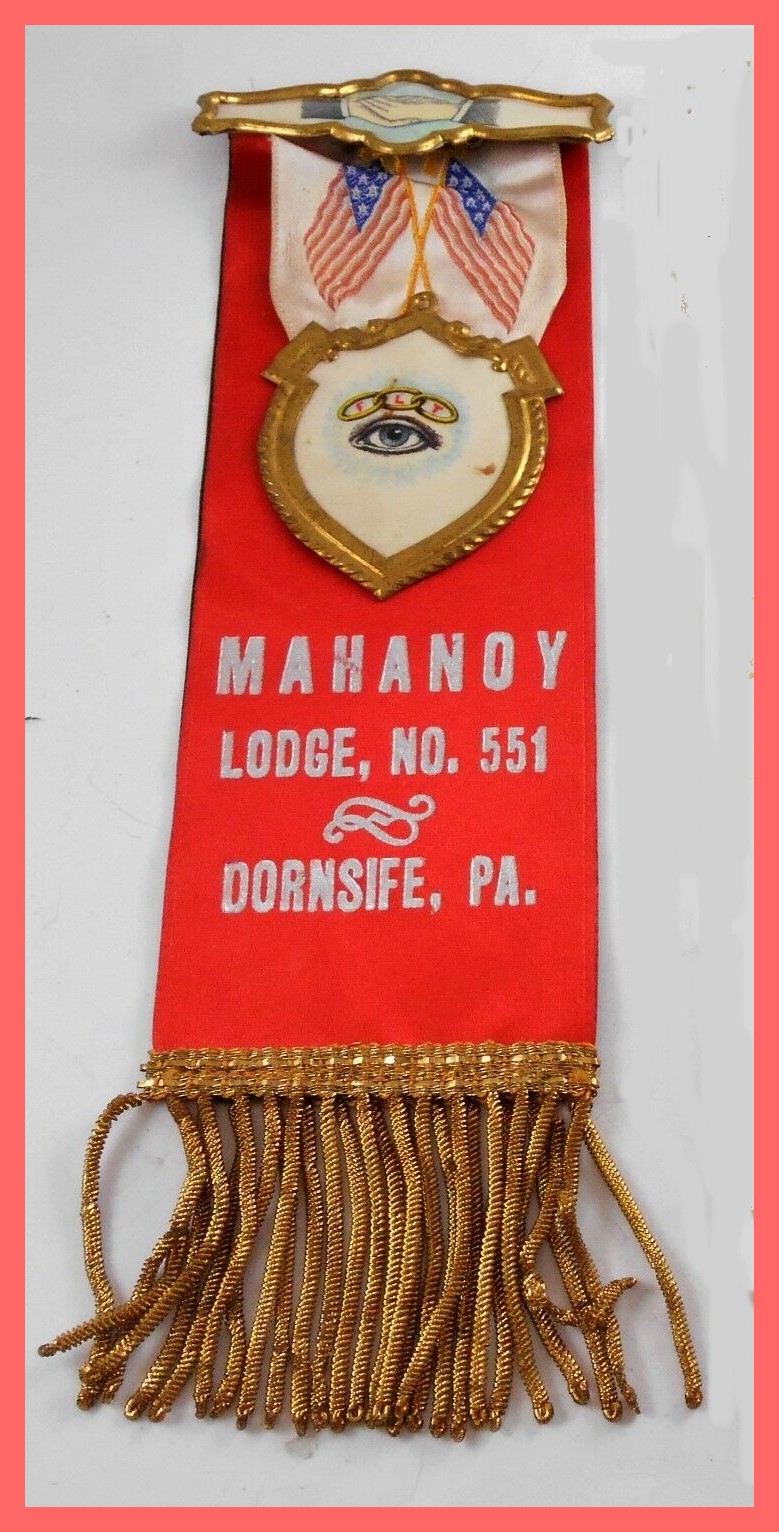 F L T
MAHANOY
LODGE, NO. 551
DORNSIFE, PA.